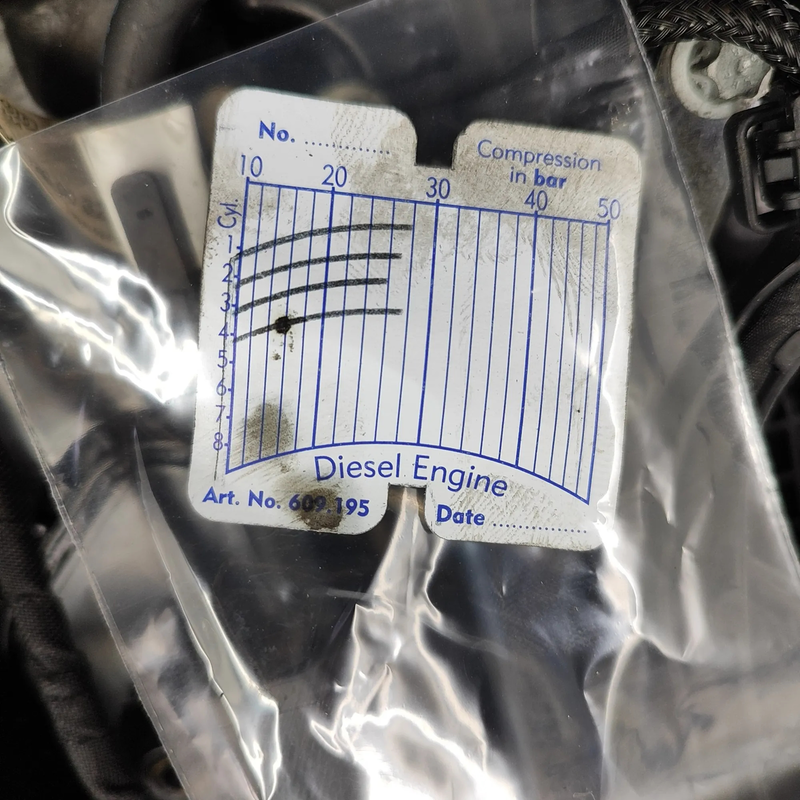 No. ....................
Compression
in bar
10 20 30 40 50
Cyl.
1
2
3
4
5
6
7
8
Diesel Engine
Art. No. 609.195
Date ....................